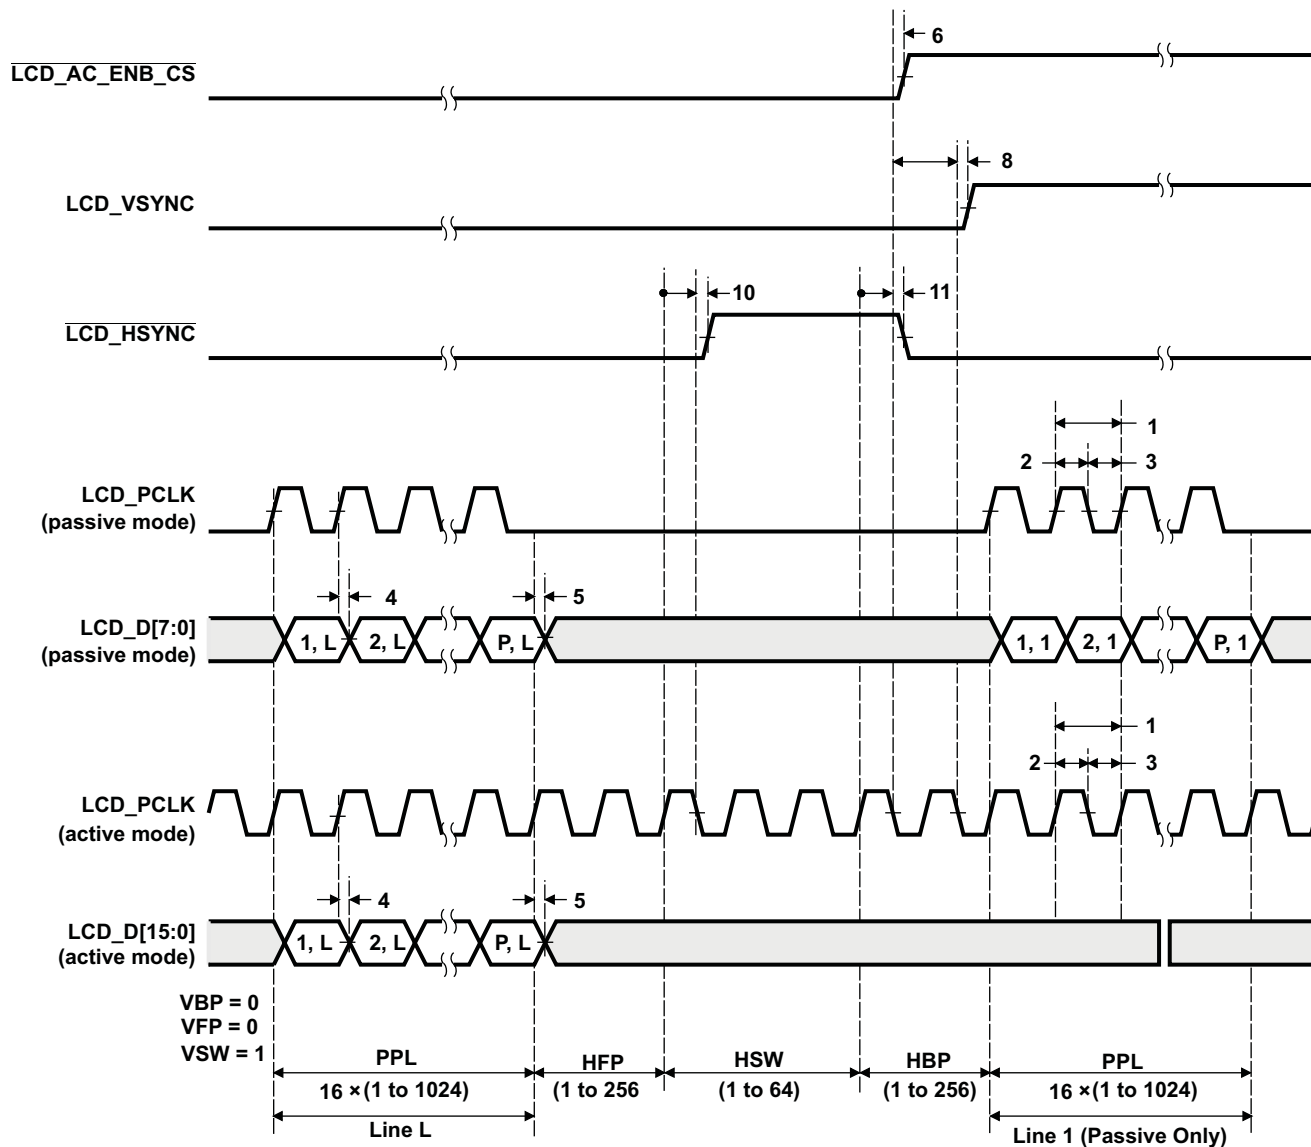 6
LCD_AC_ENB_CS
8
LCD_VSYNC
10
11
LCD_HSYNC
1
2
3
LCD_PCLK
(passive mode)
4
5
LCD_D[7:0]
(passive mode)
1, L
2, L
P, L
1, 1
2, 1
P, 1
1
2
3
LCD_PCLK
(active mode)
4
5
LCD_D[15:0]
(active mode)
1, L
2, L
P, L
VBP = 0
VFP = 0
VSW = 1
PPL
HFP
HSW
HBP
PPL
16 ×(1 to 1024)
(1 to 256
(1 to 64)
(1 to 256)
16 ×(1 to 1024)
Line L
Line 1 (Passive Only)